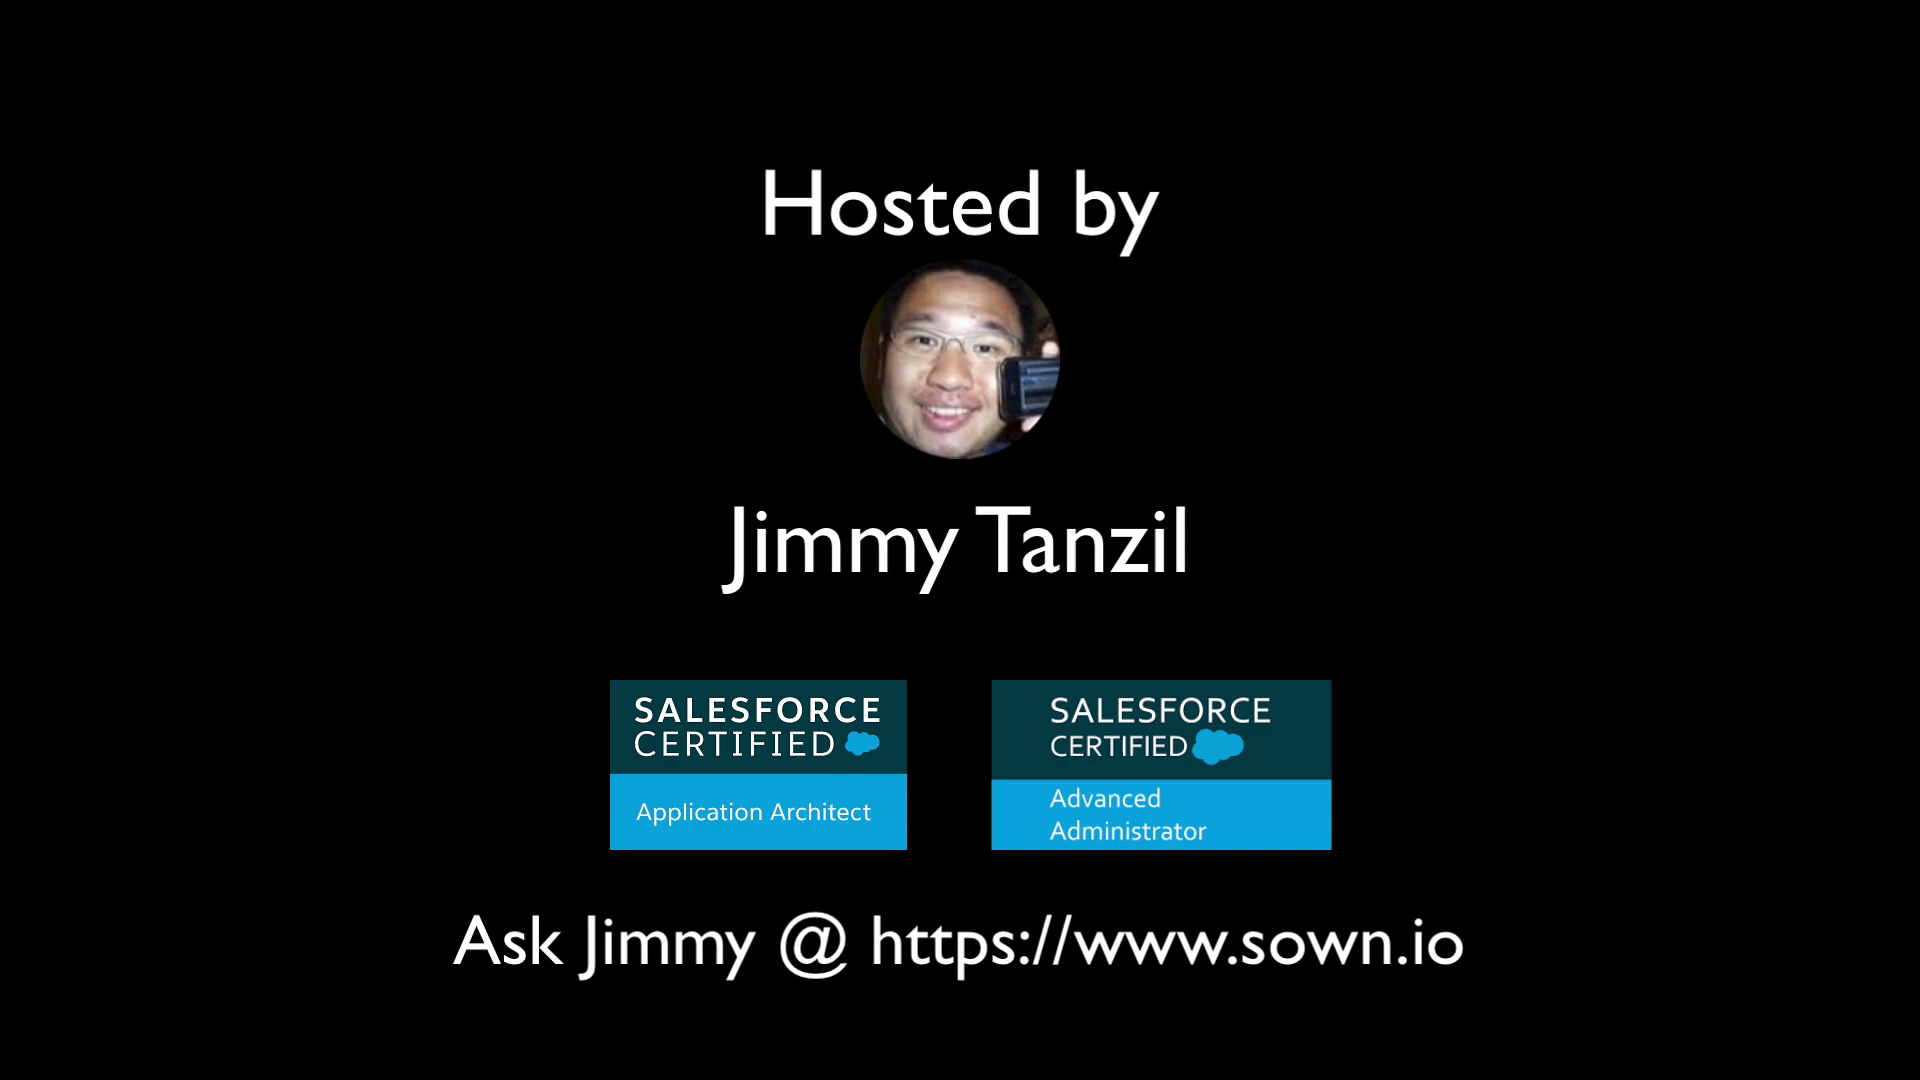 Hosted by
Jimmy Tanzil
SALESFORCE
CERTIFIED
Application Architect
SALESFORCE
CERTIFIED
Advanced
Administrator
Ask Jimmy @ https://www.sown.io